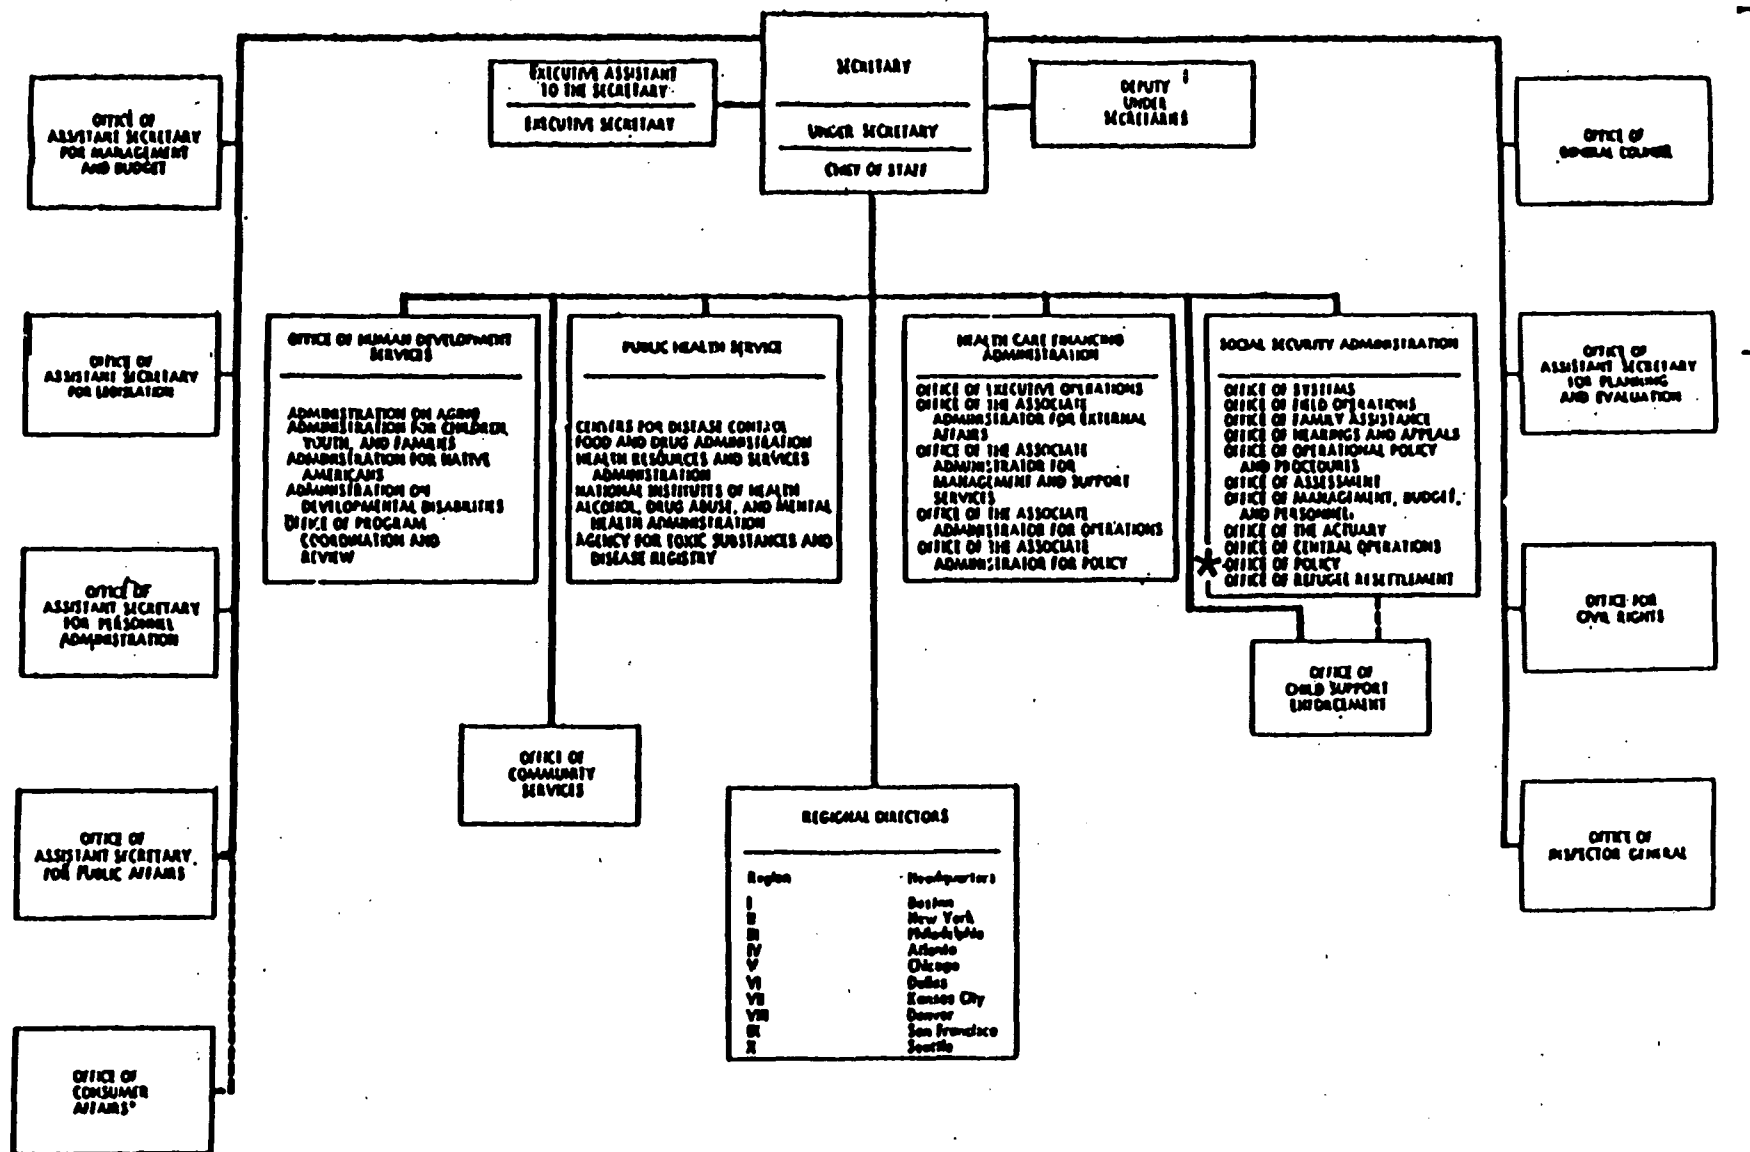 SECRETARY
UNDER SECRETARY
CHIEF OF STAFF
EXECUTIVE ASSISTANT
TO THE SECRETARY
EXECUTIVE SECRETARY
DEPUTY
UNDER
SECRETARIES
OFFICE OF
ASSISTANT SECRETARY
FOR MANAGEMENT
AND BUDGET
OFFICE OF
GENERAL COUNSEL
OFFICE OF
ASSISTANT SECRETARY
FOR LEGISLATION
OFFICE OF HUMAN DEVELOPMENT
SERVICES
ADMINISTRATION ON AGING
ADMINISTRATION FOR CHILDREN,
YOUTH, AND FAMILIES
ADMINISTRATION FOR NATIVE
AMERICANS
ADMINISTRATION ON
DEVELOPMENTAL DISABILITIES
OFFICE OF PROGRAM
COORDINATION AND
REVIEW
PUBLIC HEALTH SERVICE
CENTERS FOR DISEASE CONTROL
FOOD AND DRUG ADMINISTRATION
HEALTH RESOURCES AND SERVICES
ADMINISTRATION
NATIONAL INSTITUTES OF HEALTH
ALCOHOL, DRUG ABUSE, AND MENTAL
HEALTH ADMINISTRATION
AGENCY FOR TOXIC SUBSTANCES AND
DISEASE REGISTRY
HEALTH CARE FINANCING
ADMINISTRATION
OFFICE OF EXECUTIVE OPERATIONS
OFFICE OF THE ASSOCIATE
ADMINISTRATOR FOR EXTERNAL
AFFAIRS
OFFICE OF THE ASSOCIATE
ADMINISTRATOR FOR
MANAGEMENT AND SUPPORT
SERVICES
OFFICE OF THE ASSOCIATE
ADMINISTRATOR FOR OPERATIONS
OFFICE OF THE ASSOCIATE
ADMINISTRATOR FOR POLICY
SOCIAL SECURITY ADMINISTRATION
OFFICE OF SYSTEMS
OFFICE OF FIELD OPERATIONS
OFFICE OF FAMILY ASSISTANCE
OFFICE OF HEARINGS AND APPEALS
OFFICE OF OPERATIONAL POLICY
AND PROCEDURES
OFFICE OF ASSESSMENT
OFFICE OF MANAGEMENT, BUDGET,
AND PERSONNEL
OFFICE OF THE ACTUARY
OFFICE OF CENTRAL OPERATIONS
* OFFICE OF POLICY
OFFICE OF REFUGEE RESETTLEMENT
OFFICE OF
ASSISTANT SECRETARY
FOR PLANNING
AND EVALUATION
OFFICE OF
ASSISTANT SECRETARY
FOR PERSONNEL
ADMINISTRATION
OFFICE FOR
CIVIL RIGHTS
OFFICE OF
CHILD SUPPORT
ENFORCEMENT
OFFICE OF
COMMUNITY
SERVICES
OFFICE OF
ASSISTANT SECRETARY
FOR PUBLIC AFFAIRS
OFFICE OF
INSPECTOR GENERAL
REGIONAL DIRECTORS
Region Headquarters
I Boston
II New York
III Philadelphia
IV Atlanta
V Chicago
VI Dallas
VII Kansas City
VIII Denver
IX San Francisco
X Seattle
OFFICE OF
CONSUMER
AFFAIRS*